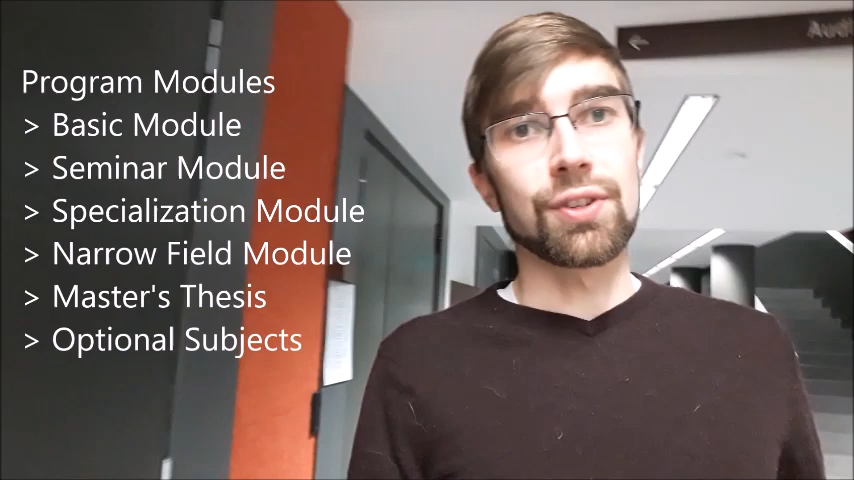 Program Modules
> Basic Module
> Seminar Module
> Specialization Module
> Narrow Field Module
> Master's Thesis
> Optional Subjects